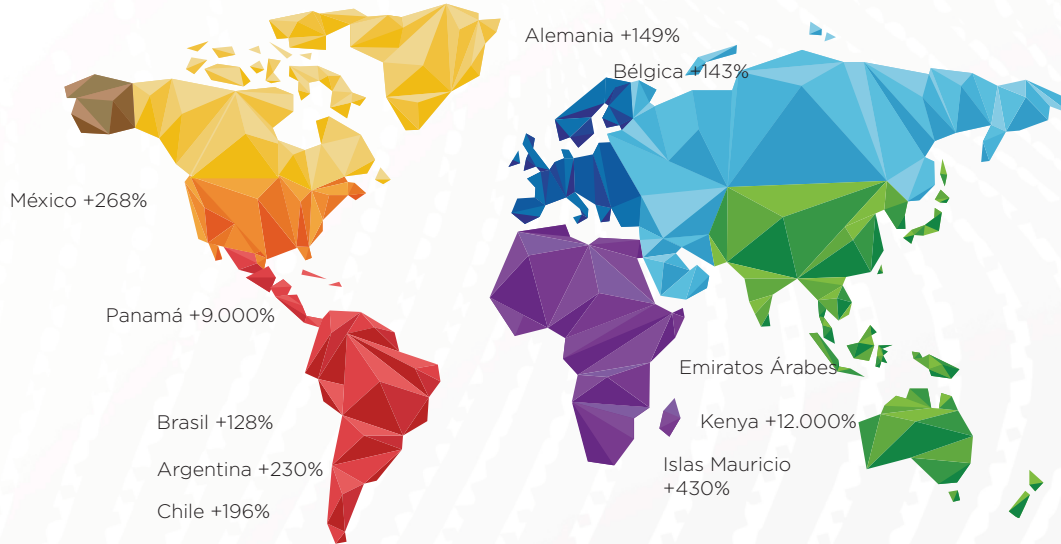 Alemania +149%
Bélgica +143%
México +268%
Panamá +9.000%
Emiratos Árabes
Brasil +128%
Kenya +12.000%
Argentina +230%
Islas Mauricio
+430%
Chile +196%